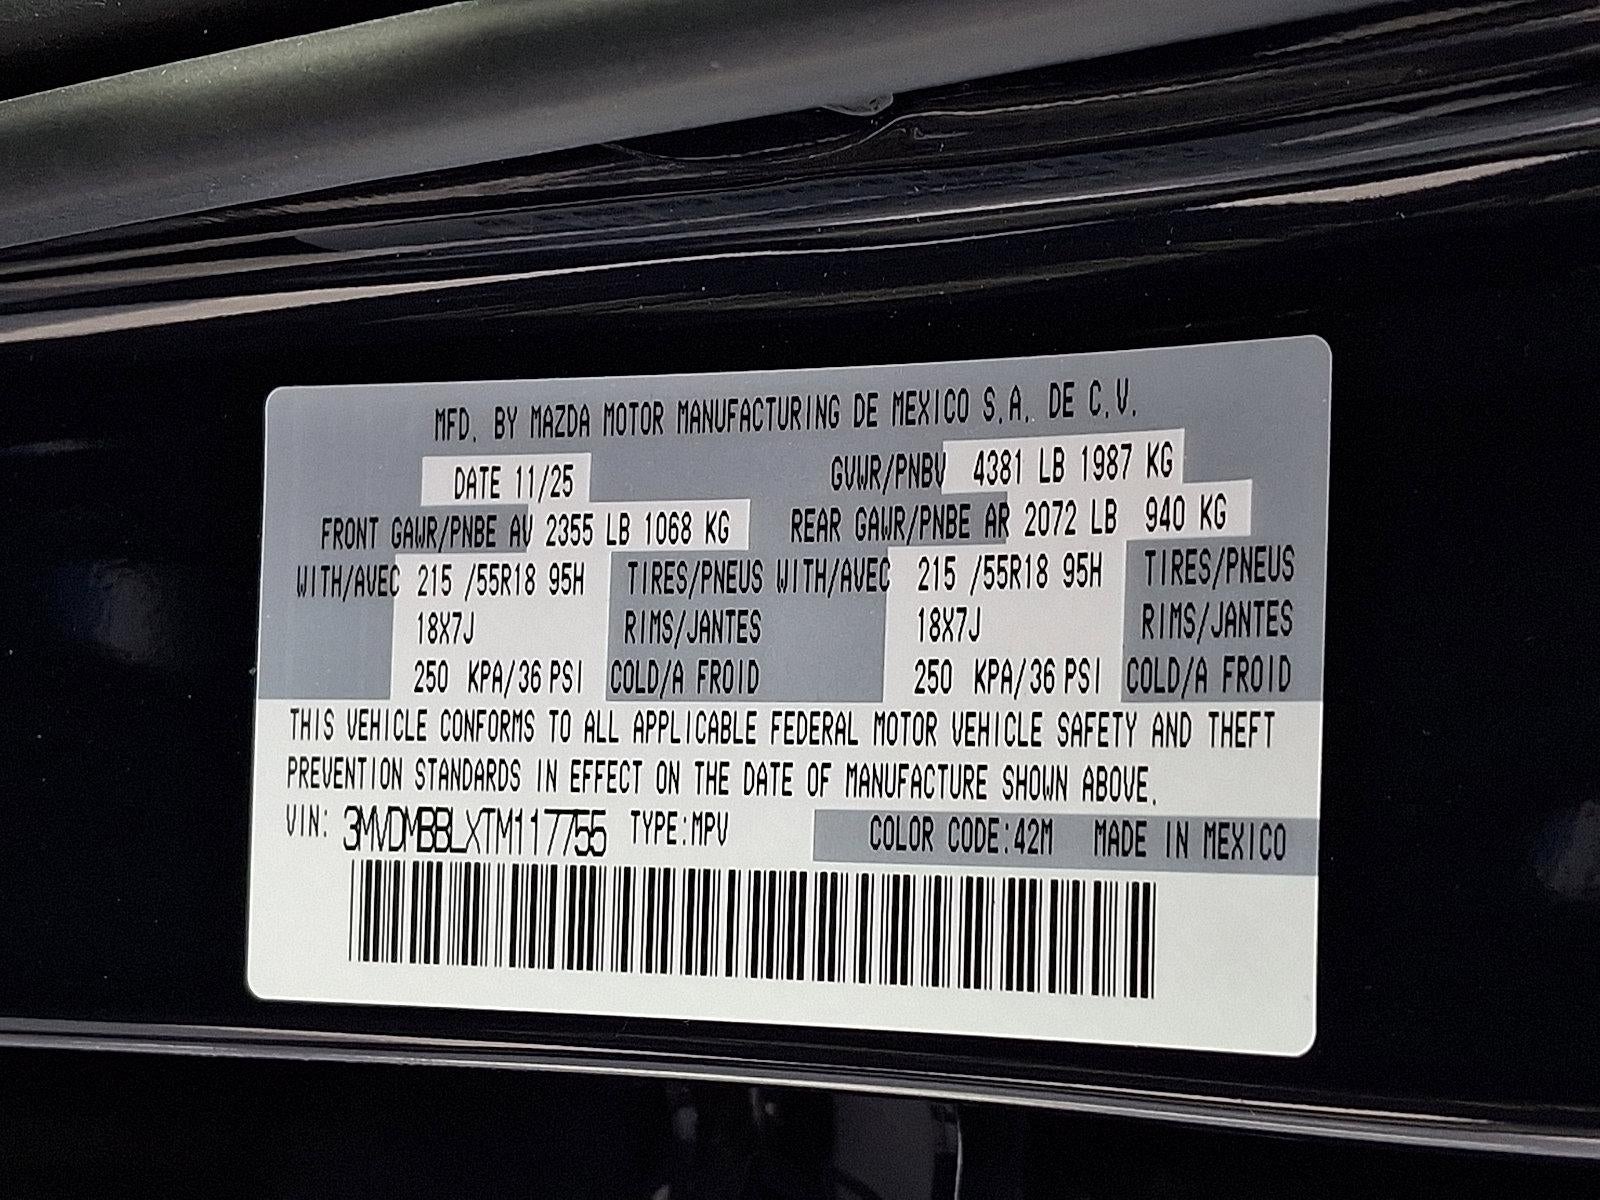 MFD. BY MAZDA MOTOR MANUFACTURING DE MEXICO S.A. DE C.V.
DATE 11/25 GVWR/PNBV 4381 LB 1987 KG
FRONT GAWR/PNBE AV 2355 LB 1068 KG REAR GAWR/PNBE AR 2072 LB 940 KG
WITH/AVEC 215 /55R18 95H TIRES/PNEUS WITH/AVEC 215 /55R18 95H TIRES/PNEUS
18X7J RIMS/JANTES 18X7J RIMS/JANTES
250 KPA/36 PSI COLD/A FROID 250 KPA/36 PSI COLD/A FROID
THIS VEHICLE CONFORMS TO ALL APPLICABLE FEDERAL MOTOR VEHICLE SAFETY AND THEFT
PREVENTION STANDARDS IN EFFECT ON THE DATE OF MANUFACTURE SHOWN ABOVE.
VIN: 3MVDMBBLXTM117755 TYPE:MPV COLOR CODE:42M MADE IN MEXICO